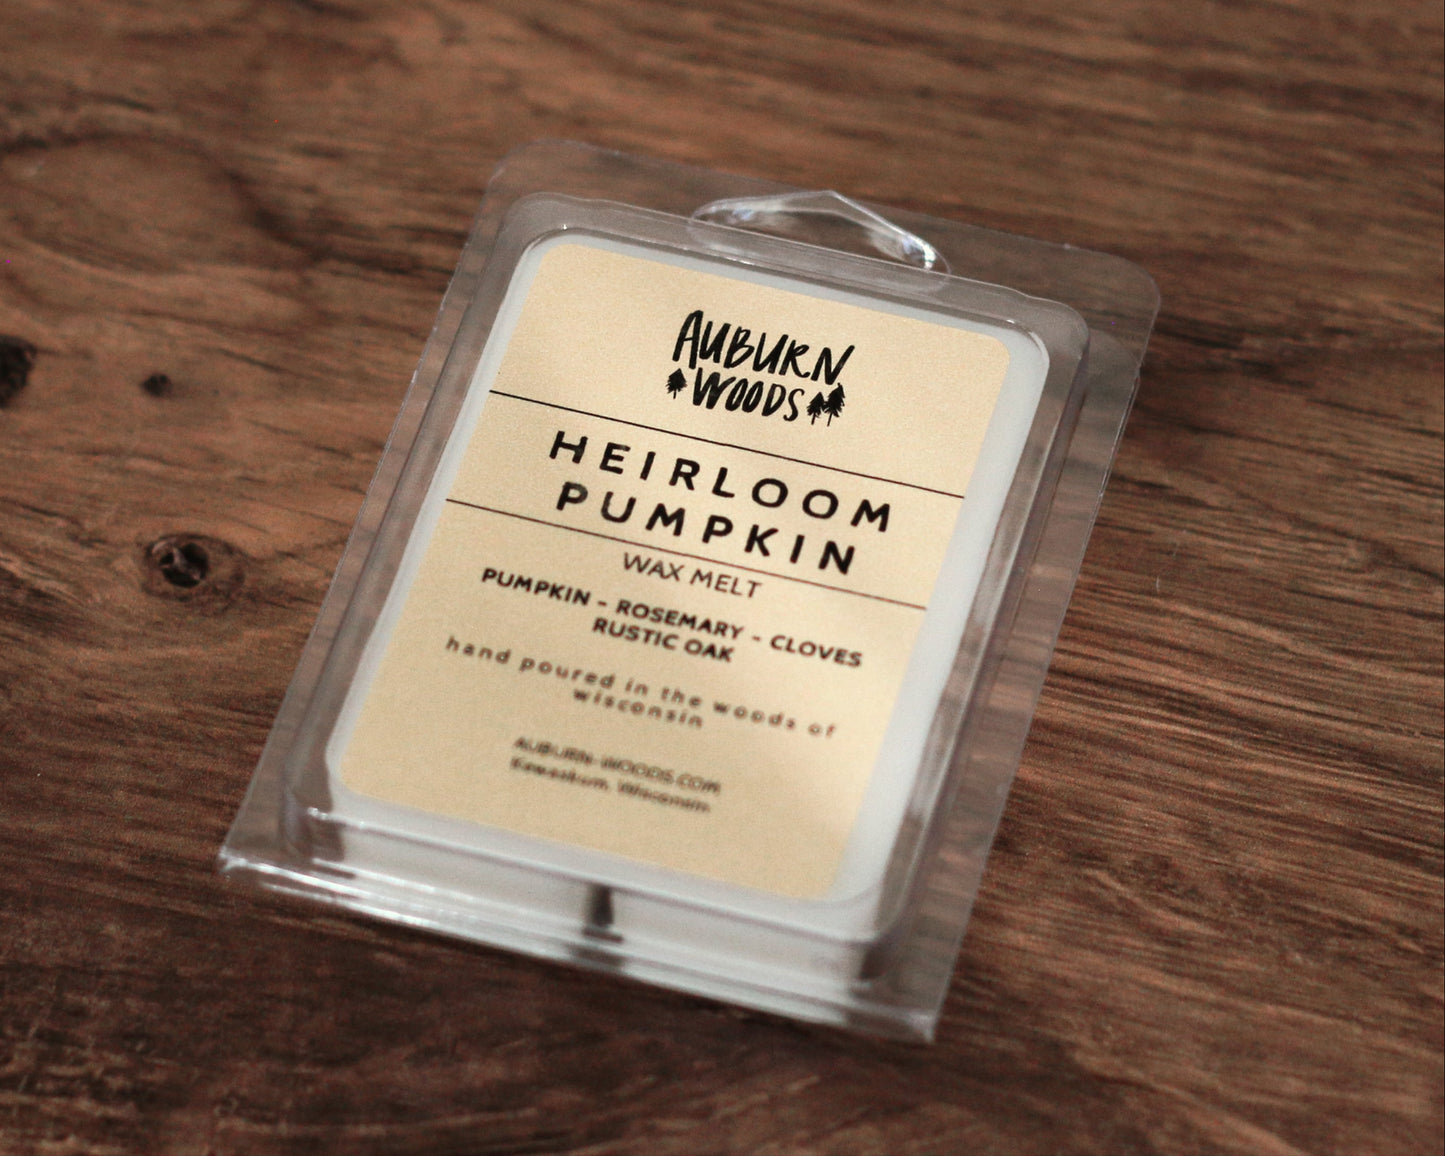 AUBURN
WOODS
HEIRLOOM
PUMPKIN
WAX MELT
PUMPKIN - ROSEMARY - CLOVES
RUSTIC OAK
hand poured in the woods of
wisconsin
AUBURN-WOODS.COM
Kewaskum, Wisconsin